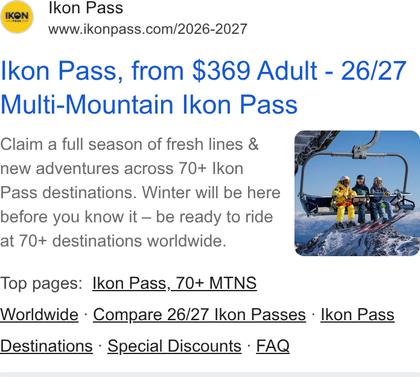 IKON
PASS
Ikon Pass
www.ikonpass.com/2026-2027
Ikon Pass, from $369 Adult - 26/27
Multi-Mountain Ikon Pass
Claim a full season of fresh lines &
new adventures across 70+ Ikon
Pass destinations. Winter will be here
before you know it – be ready to ride
at 70+ destinations worldwide.
Top pages: Ikon Pass, 70+ MTNS
Worldwide · Compare 26/27 Ikon Passes · Ikon Pass
Destinations · Special Discounts · FAQ